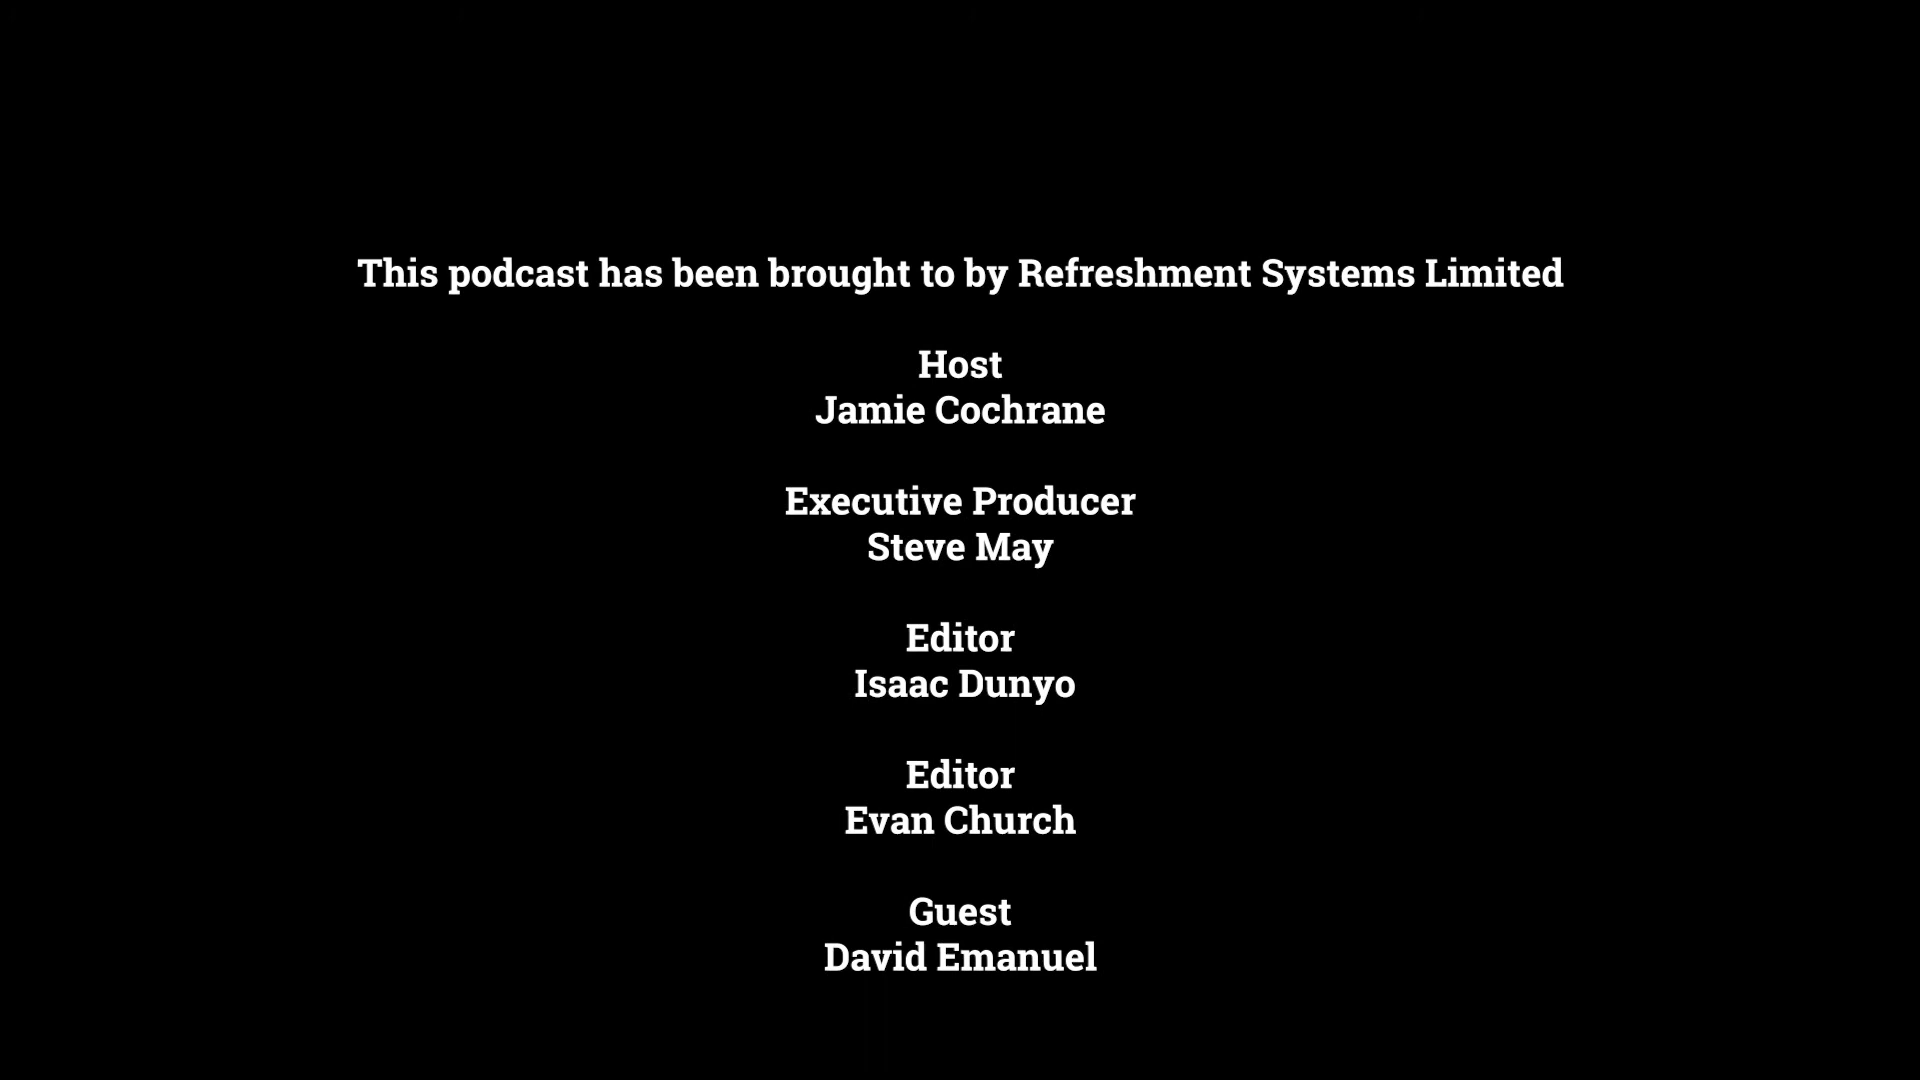 This podcast has been brought to by Refreshment Systems Limited
Host
Jamie Cochrane
Executive Producer
Steve May
Editor
Isaac Dunyo
Editor
Evan Church
Guest
David Emanuel